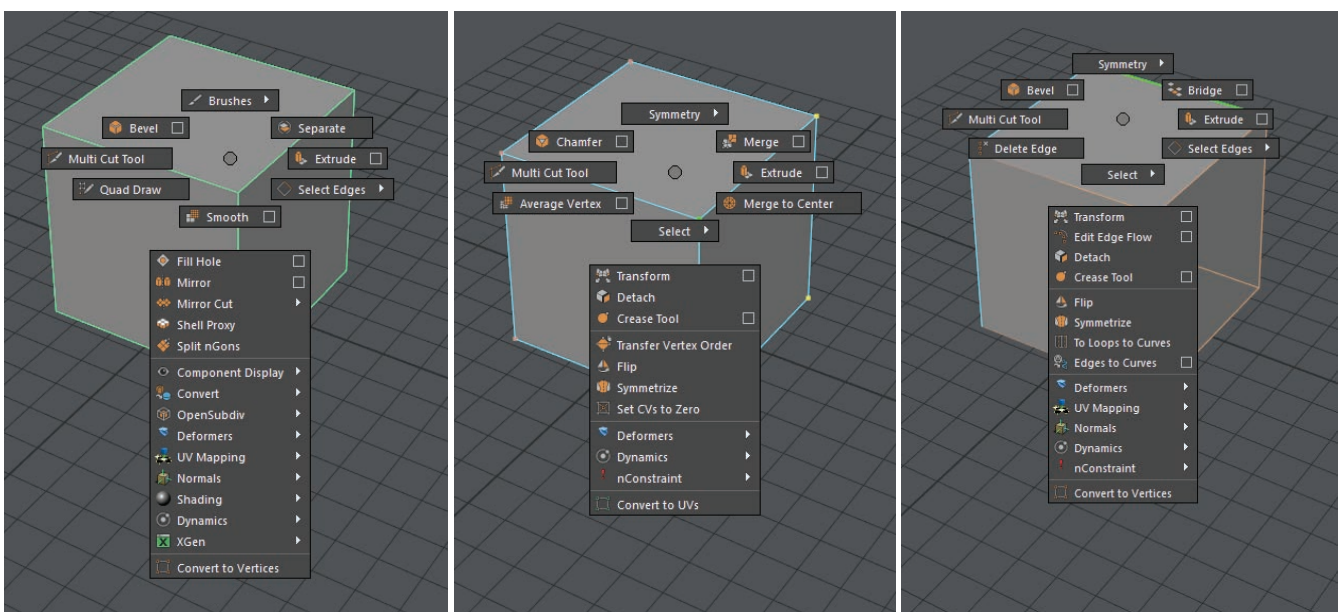 Brushes
Bevel
Separate
Multi Cut Tool
Extrude
Quad Draw
Select Edges
Smooth
Fill Hole
Mirror
Mirror Cut
Shell Proxy
Split nGons
Component Display
Convert
OpenSubdiv
Deformers
UV Mapping
Normals
Shading
Dynamics
XGen
Convert to Vertices
Symmetry
Chamfer
Merge
Multi Cut Tool
Extrude
Average Vertex
Merge to Center
Select
Transform
Detach
Crease Tool
Transfer Vertex Order
Flip
Symmetrize
Set CVs to Zero
Deformers
Dynamics
nConstraint
Convert to UVs
Symmetry
Bevel
Bridge
Multi Cut Tool
Extrude
Delete Edge
Select Edges
Select
Transform
Edit Edge Flow
Detach
Crease Tool
Flip
Symmetrize
To Loops to Curves
Edges to Curves
Deformers
UV Mapping
Normals
Dynamics
nConstraint
Convert to Vertices